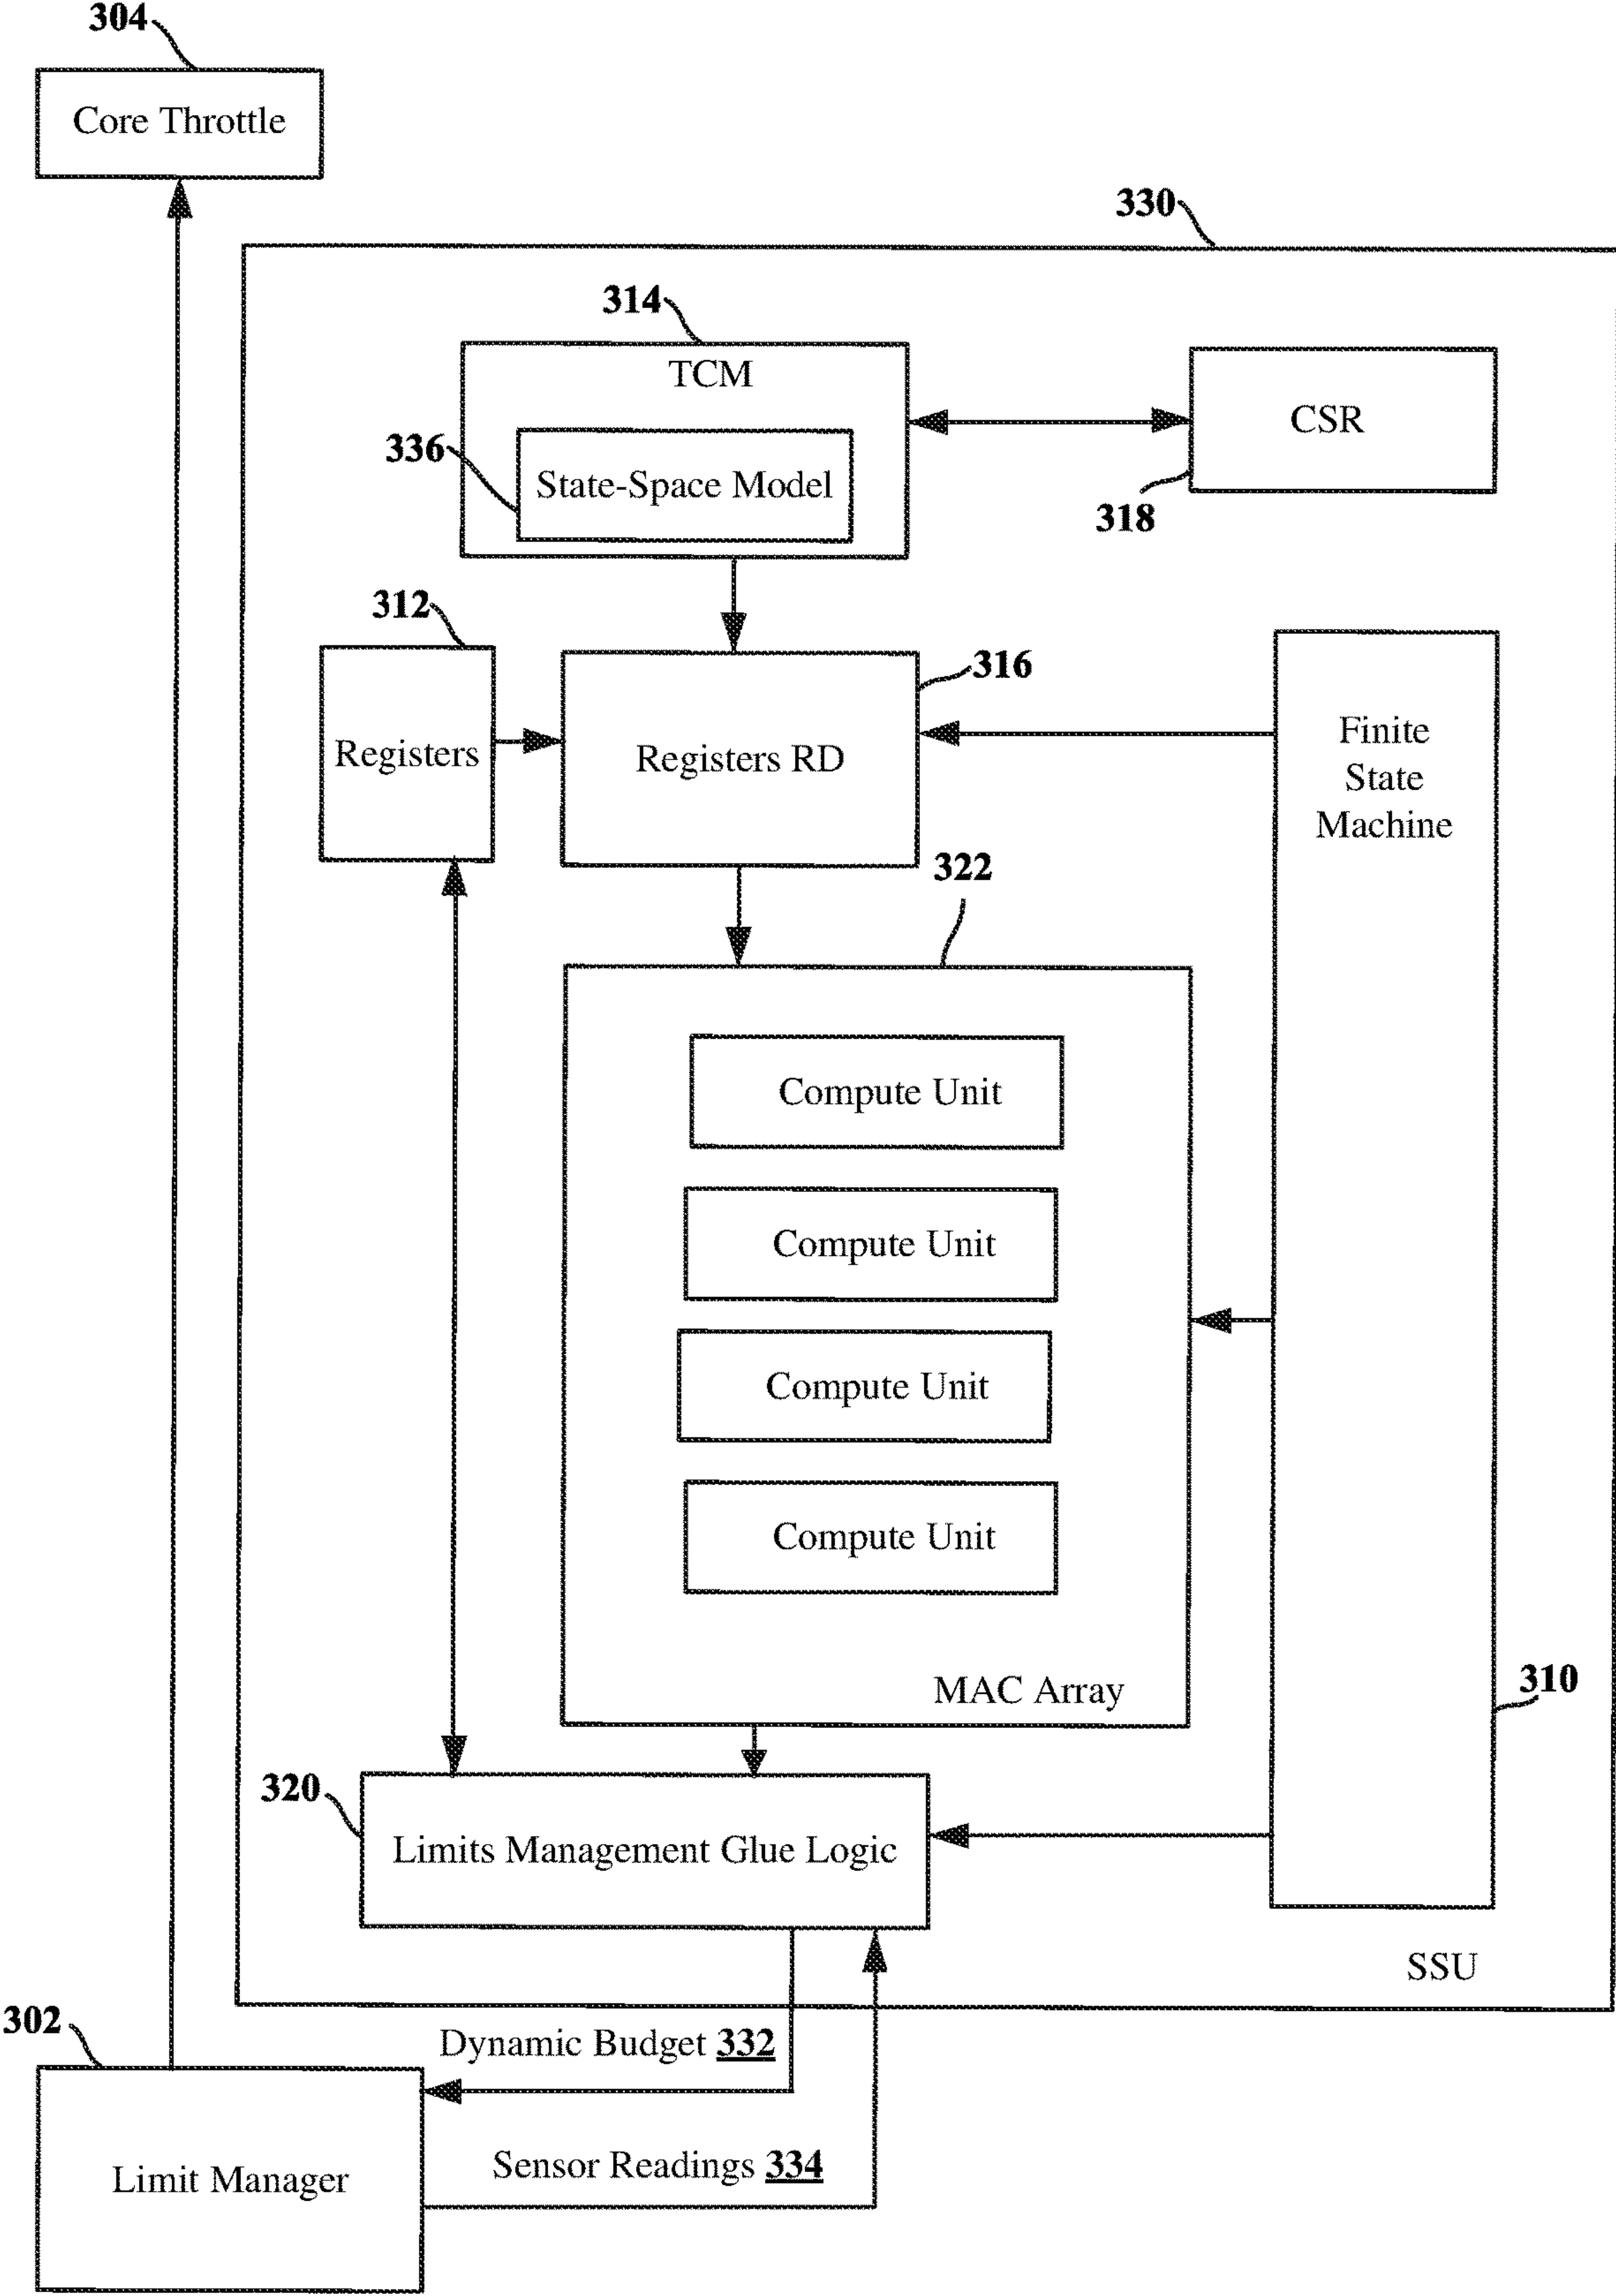 304
Core Throttle
330
314
TCM
336
State-Space Model
CSR
318
312
Registers
316
Registers RD
Finite
State
Machine
322
Compute Unit
Compute Unit
Compute Unit
Compute Unit
MAC Array
310
320
Limits Management Glue Logic
SSU
302
Dynamic Budget 332
Limit Manager
Sensor Readings 334